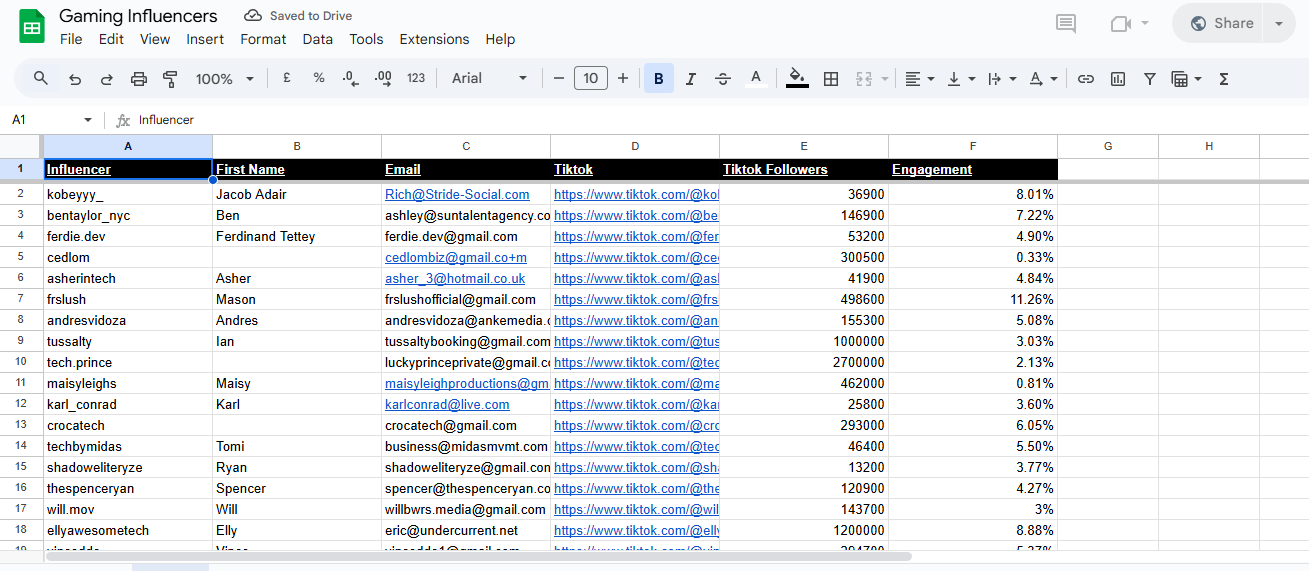 Gaming Influencers Saved to Drive
File Edit View Insert Format Data Tools Extensions Help
Share
100% £ % .0 .00 123 Arial 10 B I A A Σ
A1 fx Influencer
A B C D E F G H
1 Influencer First Name Email Tiktok Tiktok Followers Engagement
2 kobeyyy_ Jacob Adair Rich@Stride-Social.com https://www.tiktok.com/@kol 36900 8.01%
3 bentaylor_nyc Ben ashley@suntalentagency.co https://www.tiktok.com/@be 146900 7.22%
4 ferdie.dev Ferdinand Tettey ferdie.dev@gmail.com https://www.tiktok.com/@fer 53200 4.90%
5 cedlom cedlombiz@gmail.co+m https://www.tiktok.com/@ce 300500 0.33%
6 asherintech Asher asher_3@hotmail.co.uk https://www.tiktok.com/@asl 41900 4.84%
7 frslush Mason frslushofficial@gmail.com https://www.tiktok.com/@frs 498600 11.26%
8 andresvidoza Andres andresvidoza@ankemedia.c https://www.tiktok.com/@an 155300 5.08%
9 tussalty Ian tussaltybooking@gmail.com https://www.tiktok.com/@tus 1000000 3.03%
10 tech.prince luckyprinceprivate@gmail.cc https://www.tiktok.com/@tec 2700000 2.13%
11 maisyleighs Maisy maisyleighproductions@gm https://www.tiktok.com/@ma 462000 0.81%
12 karl_conrad Karl karlconrad@live.com https://www.tiktok.com/@kai 25800 3.60%
13 crocatech crocatech@gmail.com https://www.tiktok.com/@cro 293000 6.05%
14 techbymidas Tomi business@midasmvmt.com https://www.tiktok.com/@tec 46400 5.50%
15 shadoweliteryze Ryan shadoweliteryze@gmail.con https://www.tiktok.com/@sh 13200 3.77%
16 thespenceryan Spencer spencer@thespenceryan.co https://www.tiktok.com/@the 120900 4.27%
17 will.mov Will willbwrs.media@gmail.com https://www.tiktok.com/@wil 143700 3%
18 ellyawesometech Elly eric@undercurrent.net https://www.tiktok.com/@elly 1200000 8.88%